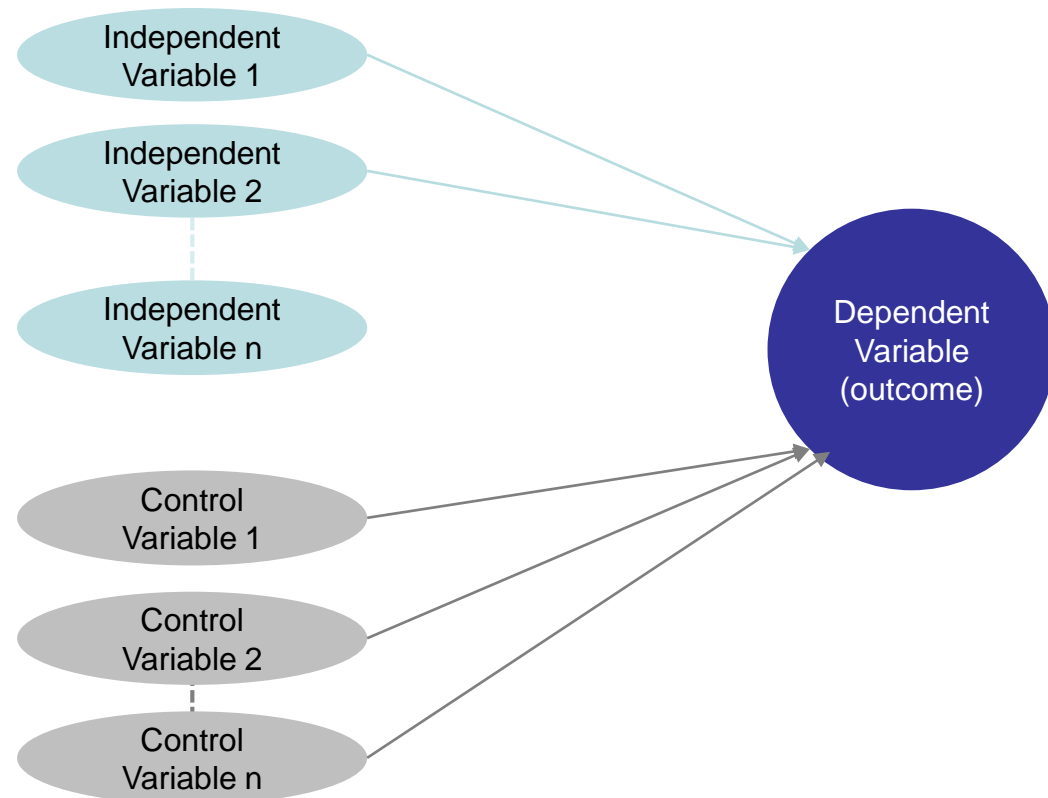 Independent
Variable 1
Independent
Variable 2
Independent
Variable n
Dependent
Variable
(outcome)
Control
Variable 1
Control
Variable 2
Control
Variable n